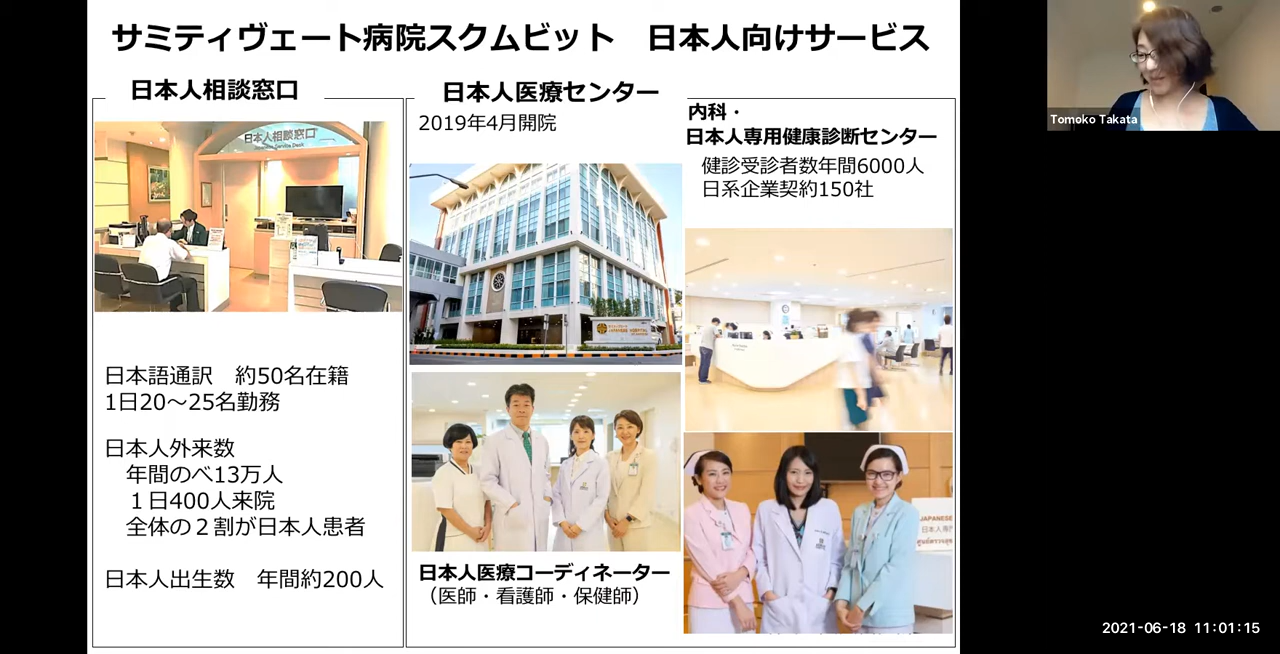 サミティヴェート病院スクムビット　日本人向けサービス
日本人相談窓口
日本人相談窓口
Japanese Service Desk
日本語通訳　約50名在籍
1日20～25名勤務
日本人外来数
年間のべ13万人
１日400人来院
全体の２割が日本人患者
日本人出生数　年間約200人
日本人医療センター
2019年4月開院
日本人医療コーディネーター
（医師・看護師・保健師）
内科・
日本人専用健康診断センター
健診受診者数年間6000人
日系企業契約150社
JAPANESE
日本人専
Tomoko Takata
2021-06-18 11:01:15